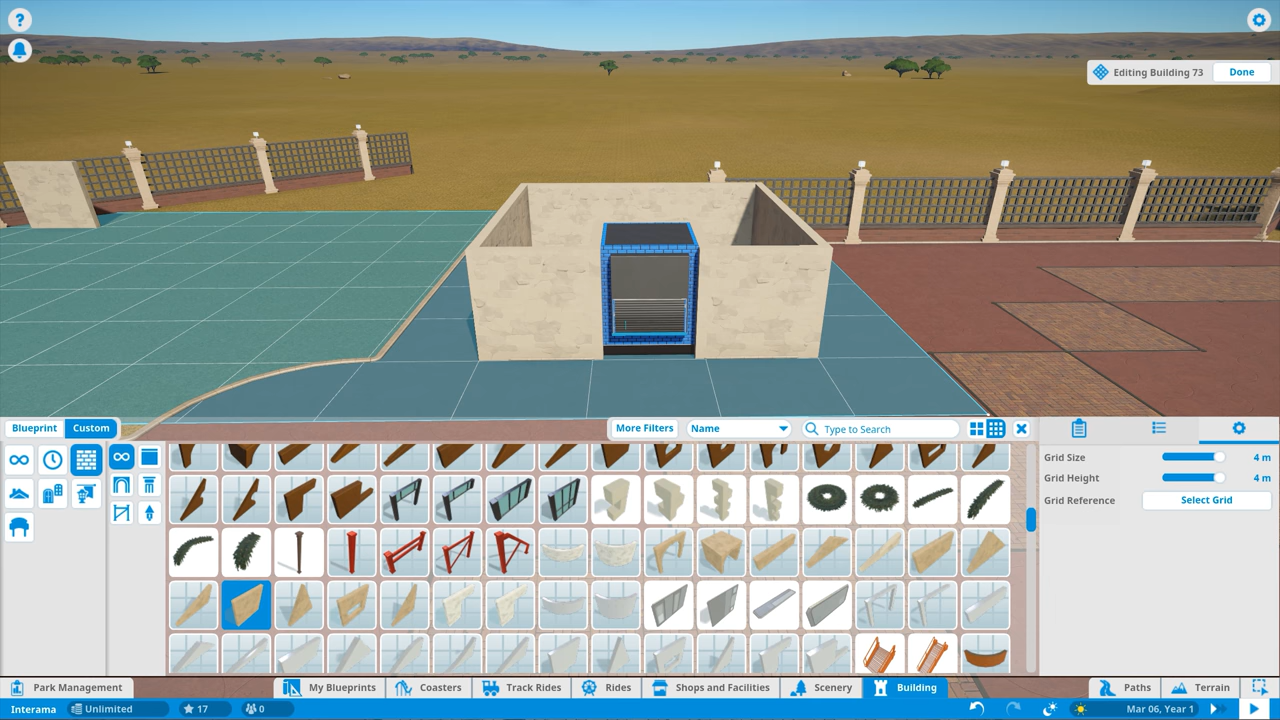 ?
Editing Building 73
Done
Blueprint
Custom
More Filters
Name
Type to Search
Grid Size
4 m
Grid Height
4 m
Grid Reference
Select Grid
Park Management
My Blueprints
Coasters
Track Rides
Rides
Shops and Facilities
Scenery
Building
Paths
Terrain
Interama
Unlimited
17
0
Mar 06, Year 1